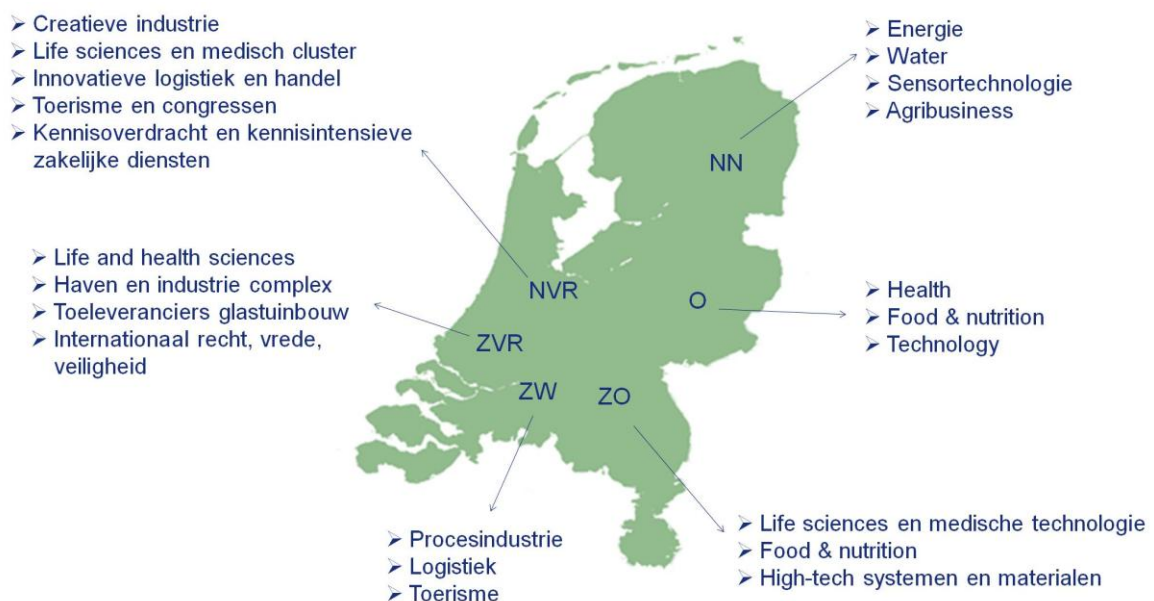 Creatieve industrie
Life sciences en medisch cluster
Innovatieve logistiek en handel
Toerisme en congressen
Kennisoverdracht en kennisintensieve
zakelijke diensten
Energie
Water
Sensortechnologie
Agribusiness
NN
Life and health sciences
Haven en industrie complex
Toeleveranciers glastuinbouw
Internationaal recht, vrede,
veiligheid
NVR
O
ZVR
ZW
ZO
Health
Food & nutrition
Technology
Procesindustrie
Logistiek
Toerisme
Life sciences en medische technologie
Food & nutrition
High-tech systemen en materialen